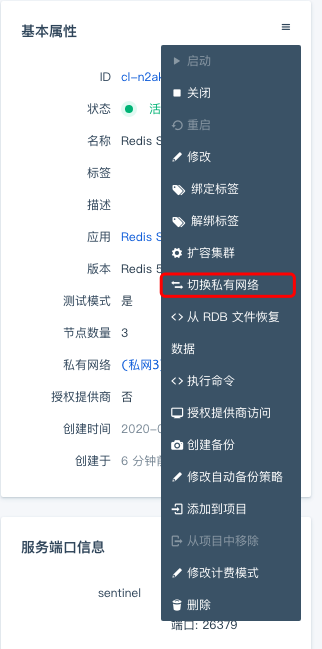 基本属性
ID cl-n2ak
状态 活
名称 Redis S
标签
描述
应用 Redis S
版本 Redis 5
测试模式 是
节点数量 3
私有网络 (私网3)
授权提供商 否
创建时间 2020-0
创建于 6 分钟前
启动
关闭
重启
修改
绑定标签
解绑标签
扩容集群
切换私有网络
从 RDB 文件恢复
数据
执行命令
授权提供商访问
创建备份
修改自动备份策略
添加到项目
从项目中移除
修改计费模式
删除
服务端口信息
sentinel
端口: 26379